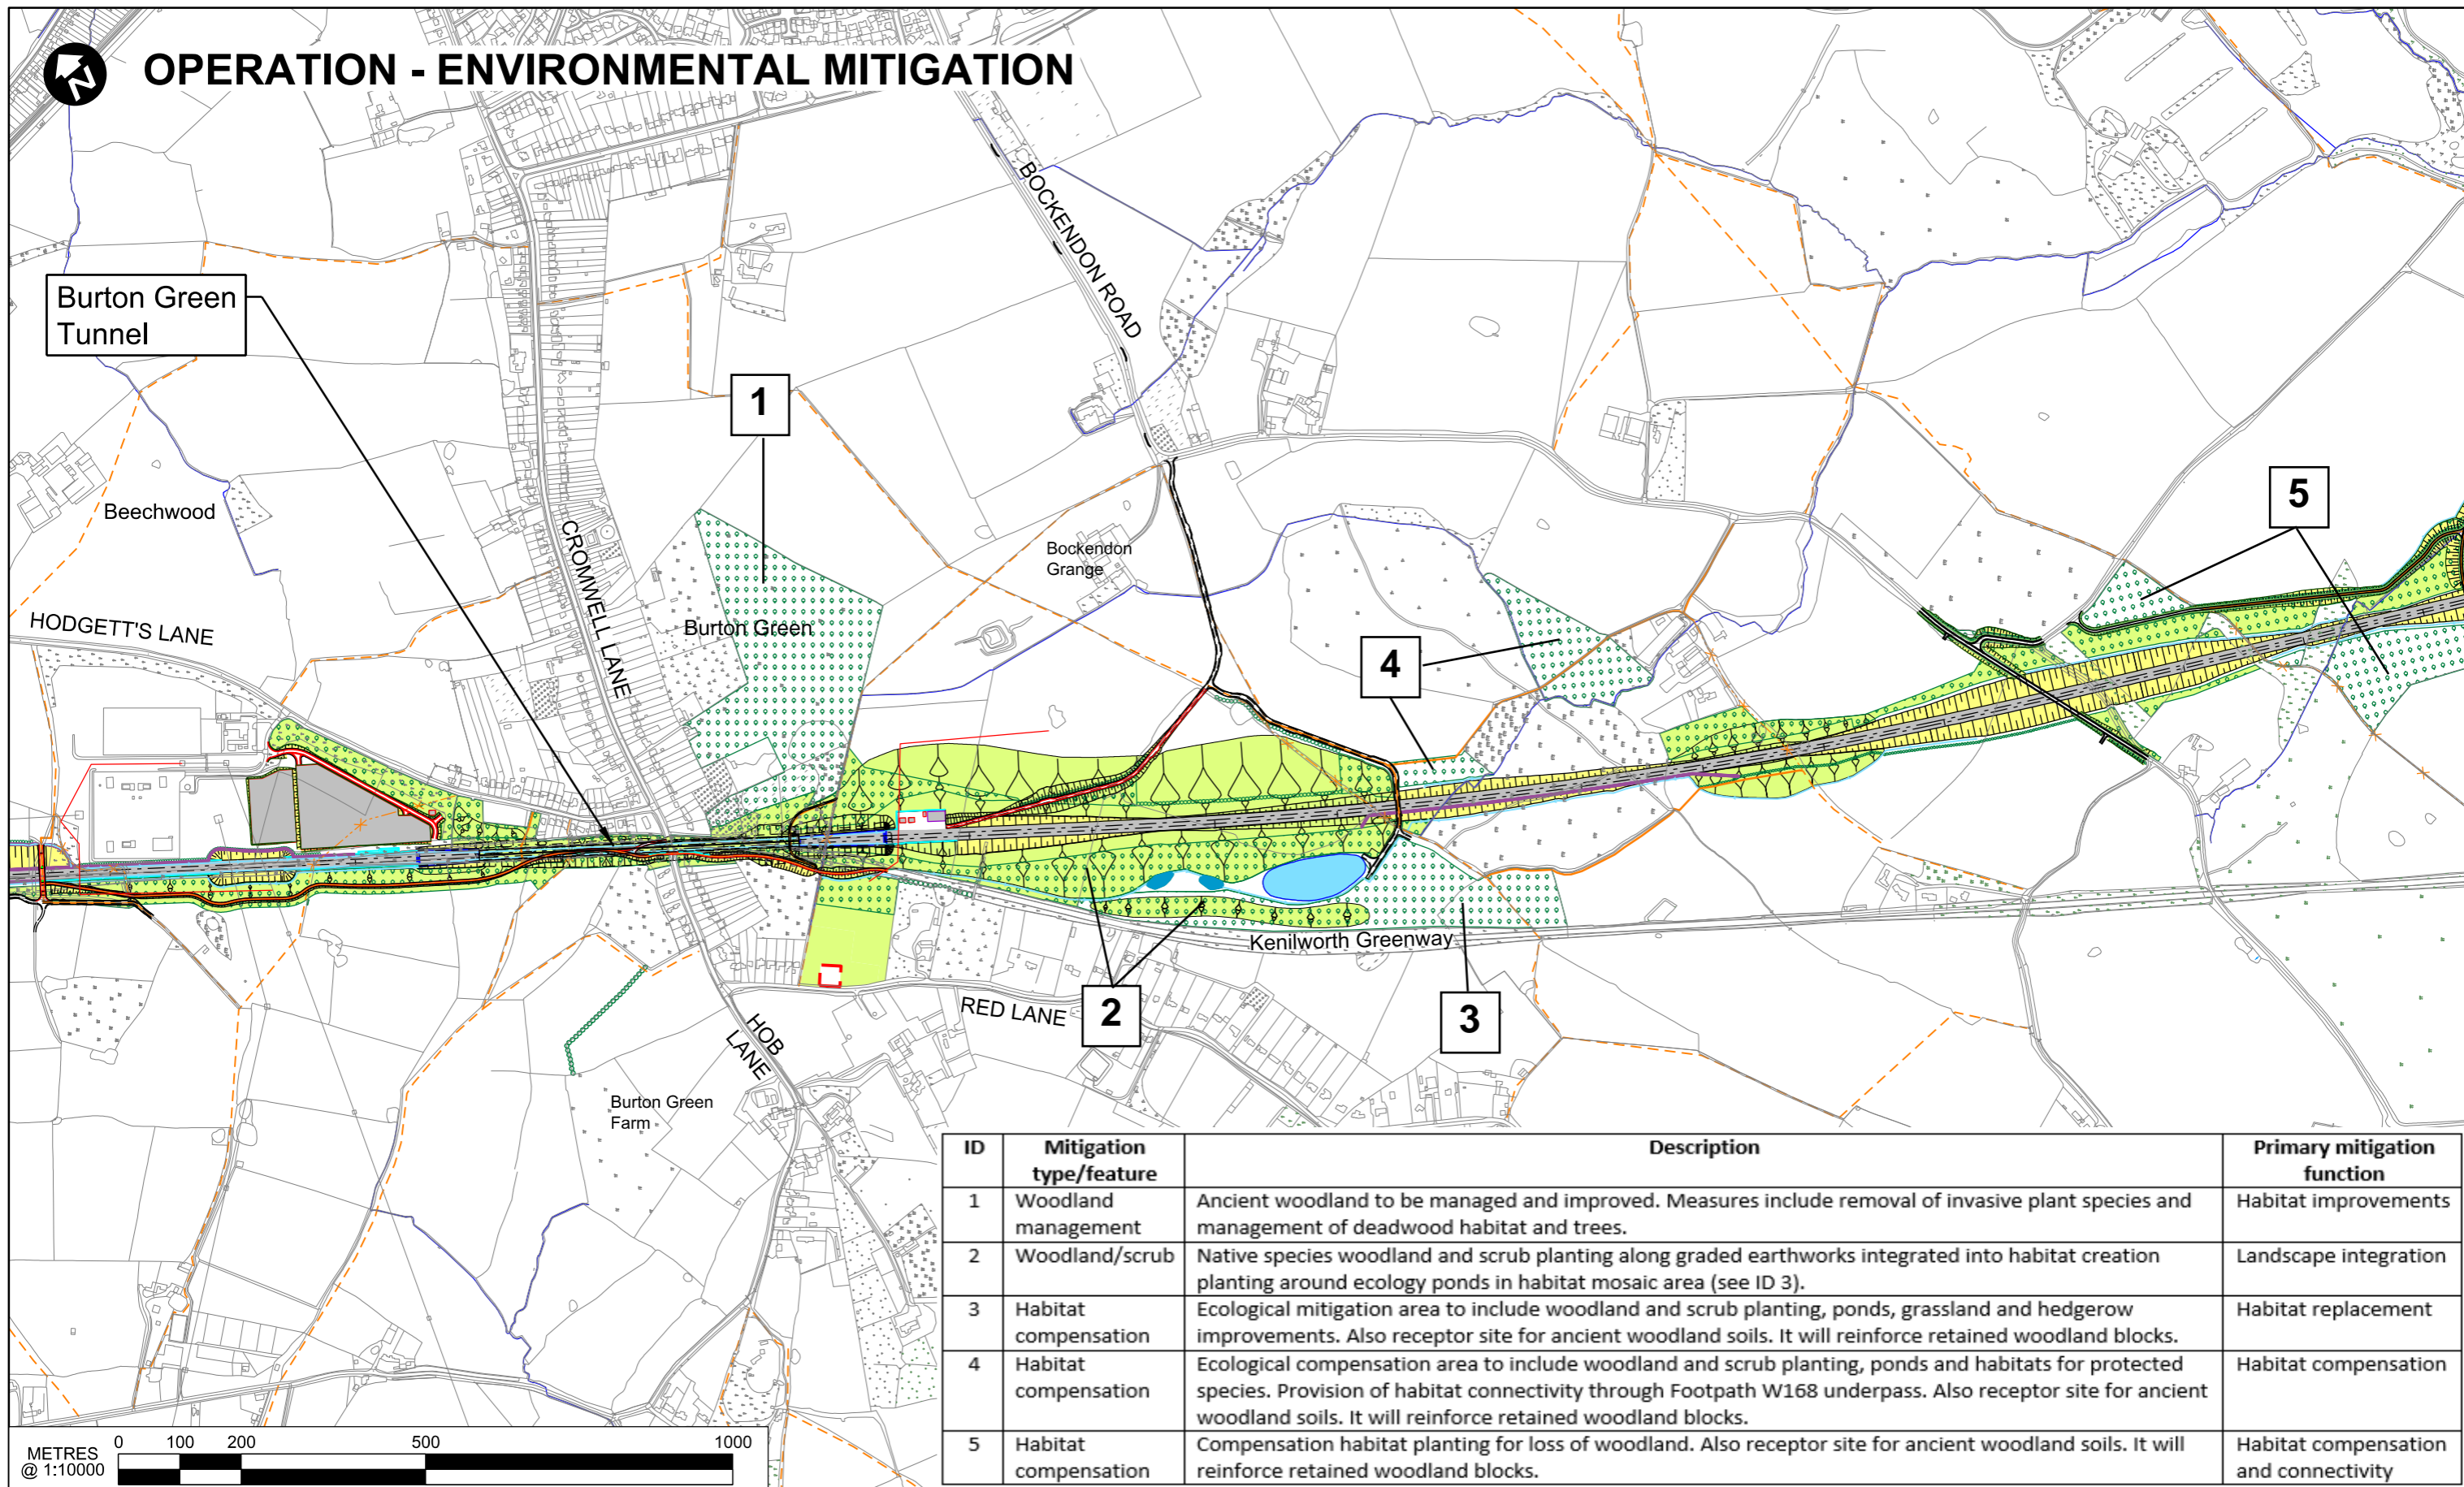 N
OPERATION - ENVIRONMENTAL MITIGATION
BOCKENDON ROAD
Burton Green
Tunnel
1
5
Beechwood
CROMWELL LANE
Bockendon
Grange
HODGETT'S LANE
Burton Green
4
Kenilworth Greenway
2
RED LANE
3
HOB
LANE
Burton Green
Farm
ID
Mitigation
type/feature
Description
Primary mitigation
function
1
Woodland
management
Ancient woodland to be managed and improved. Measures include removal of invasive plant species and
management of deadwood habitat and trees.
Habitat improvements
2
Woodland/scrub
Native species woodland and scrub planting along graded earthworks integrated into habitat creation
planting around ecology ponds in habitat mosaic area (see ID 3).
Landscape integration
3
Habitat
compensation
Ecological mitigation area to include woodland and scrub planting, ponds, grassland and hedgerow
improvements. Also receptor site for ancient woodland soils. It will reinforce retained woodland blocks.
Habitat replacement
4
Habitat
compensation
Ecological compensation area to include woodland and scrub planting, ponds and habitats for protected
species. Provision of habitat connectivity through Footpath W168 underpass. Also receptor site for ancient
woodland soils. It will reinforce retained woodland blocks.
Habitat compensation
5
Habitat
compensation
Compensation habitat planting for loss of woodland. Also receptor site for ancient woodland soils. It will
reinforce retained woodland blocks.
Habitat compensation
and connectivity
METRES
@ 1:10000
0 100 200 500 1000